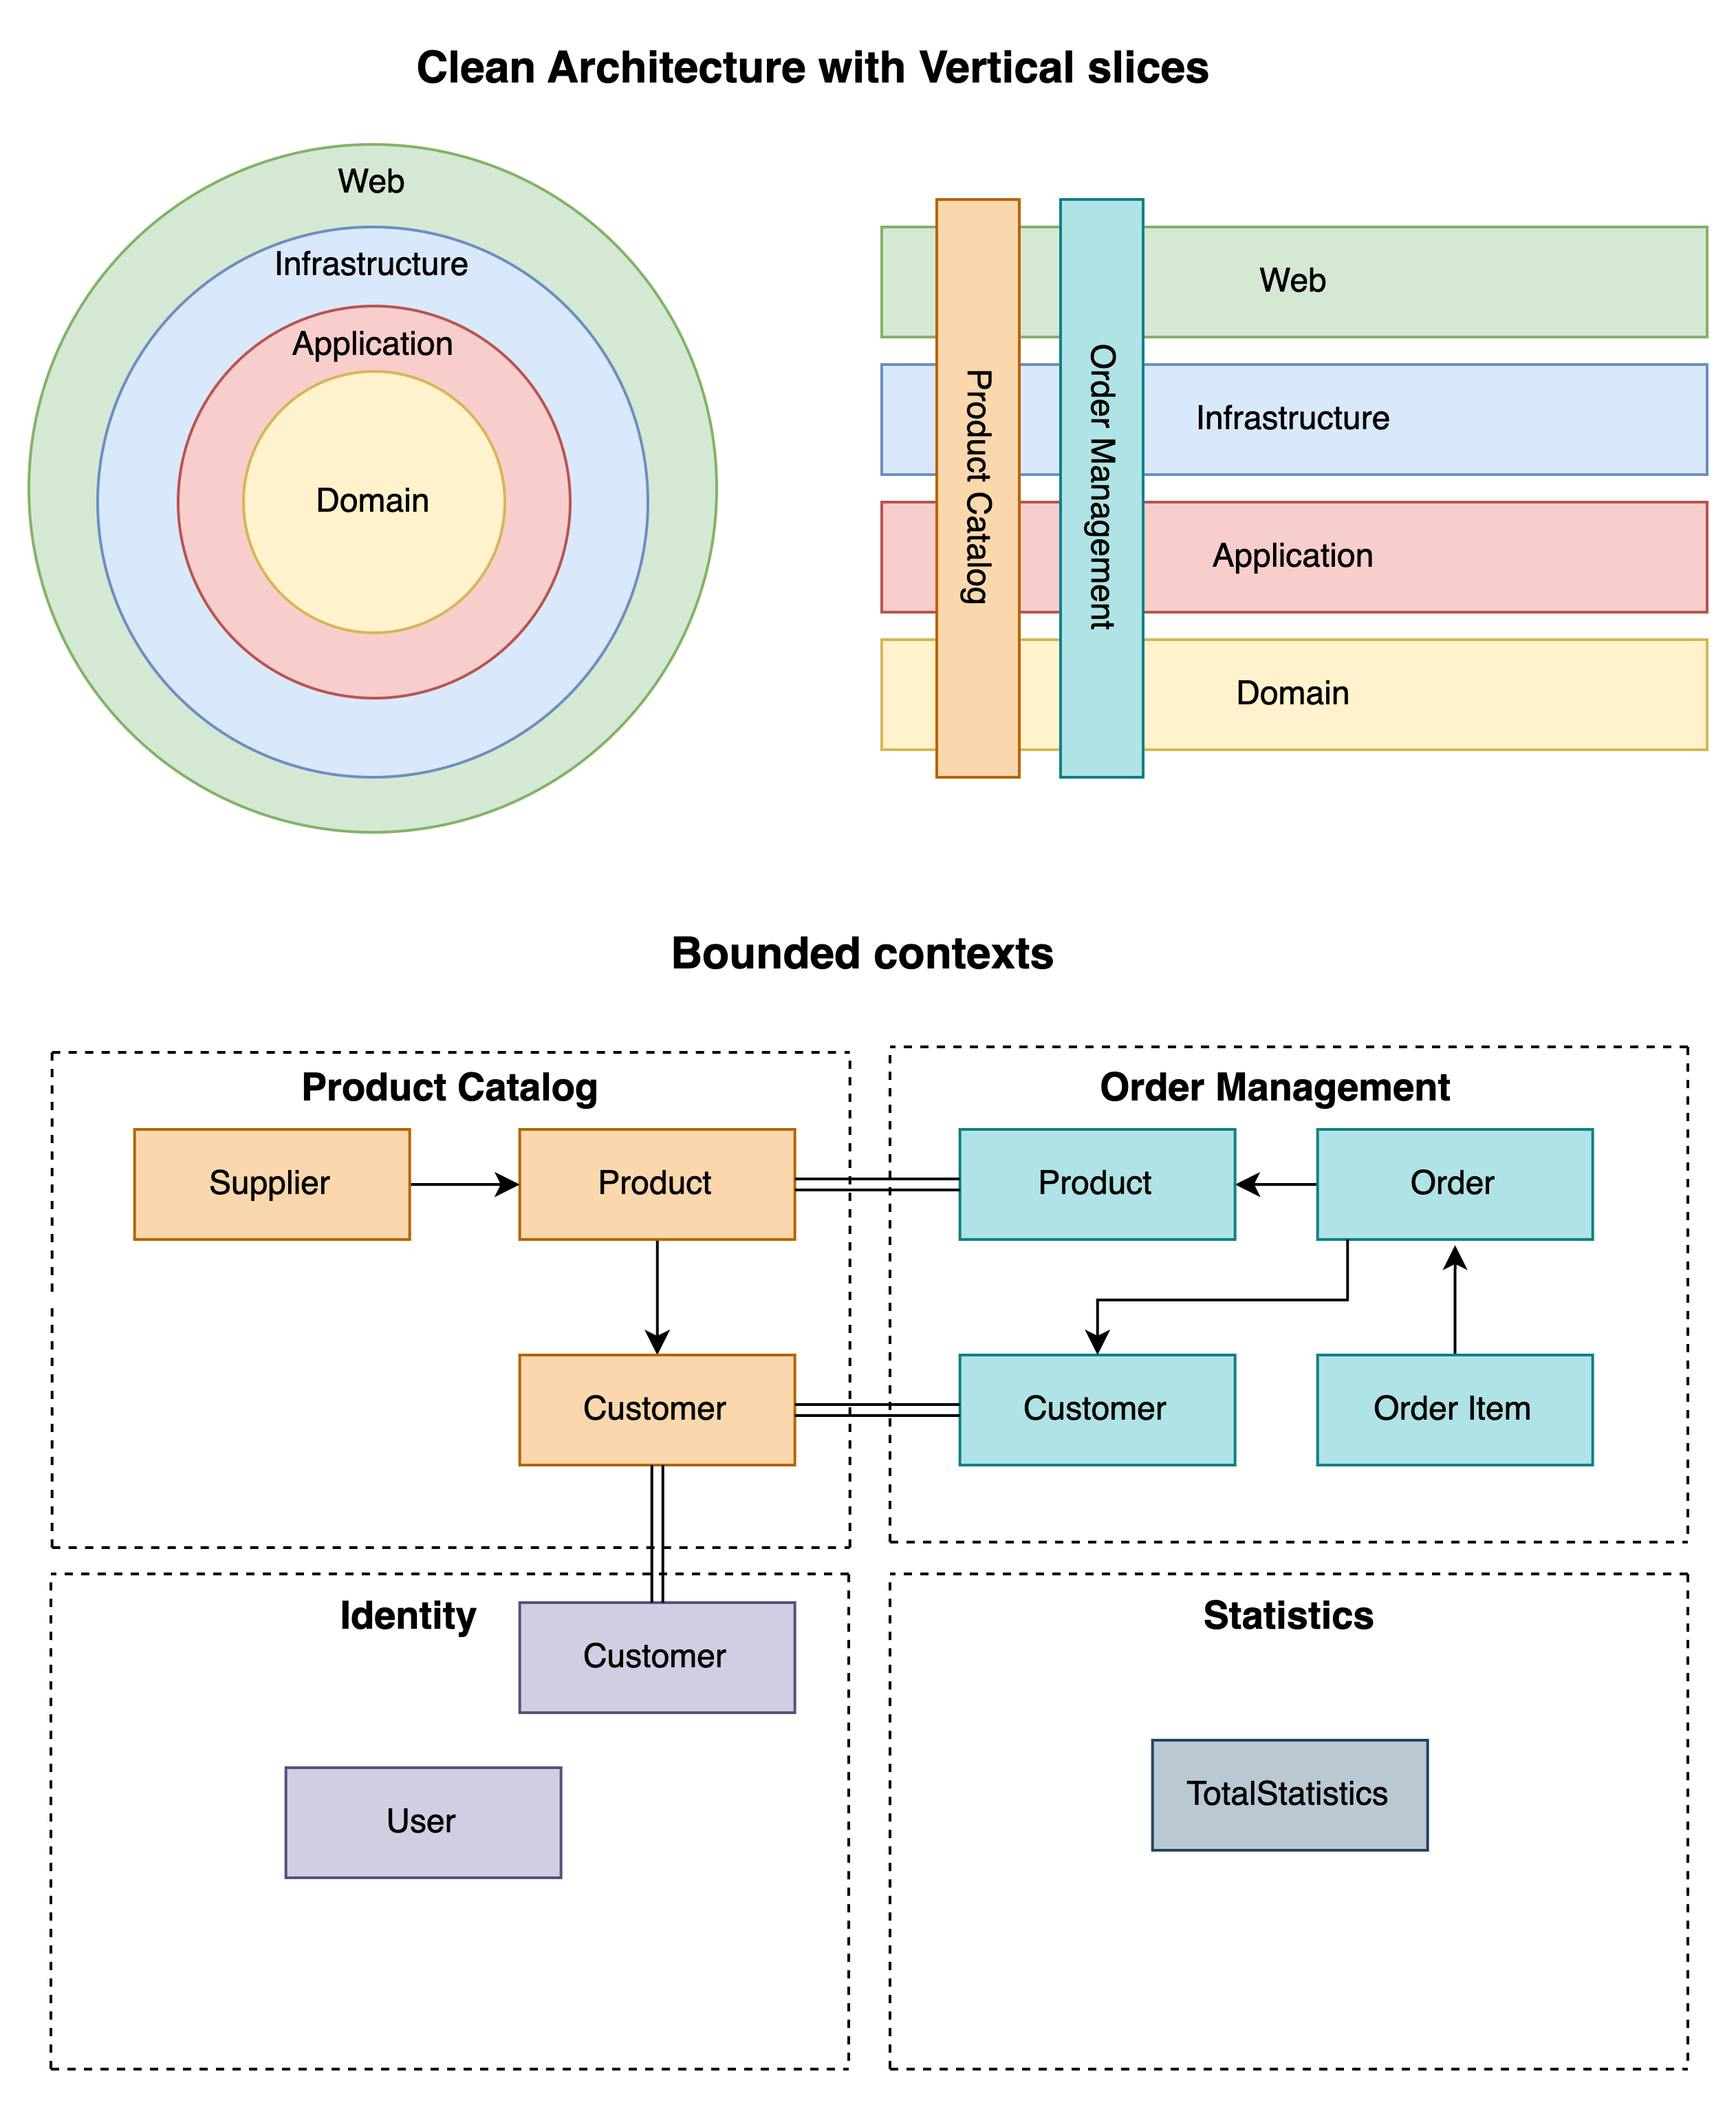 Clean Architecture with Vertical slices
Web
Infrastructure
Application
Domain
Product Catalog
Order Management
Web
Infrastructure
Application
Domain
Bounded contexts
Product Catalog
Supplier
Product
Customer
Order Management
Product
Order
Customer
Order Item
Identity
Customer
User
Statistics
TotalStatistics